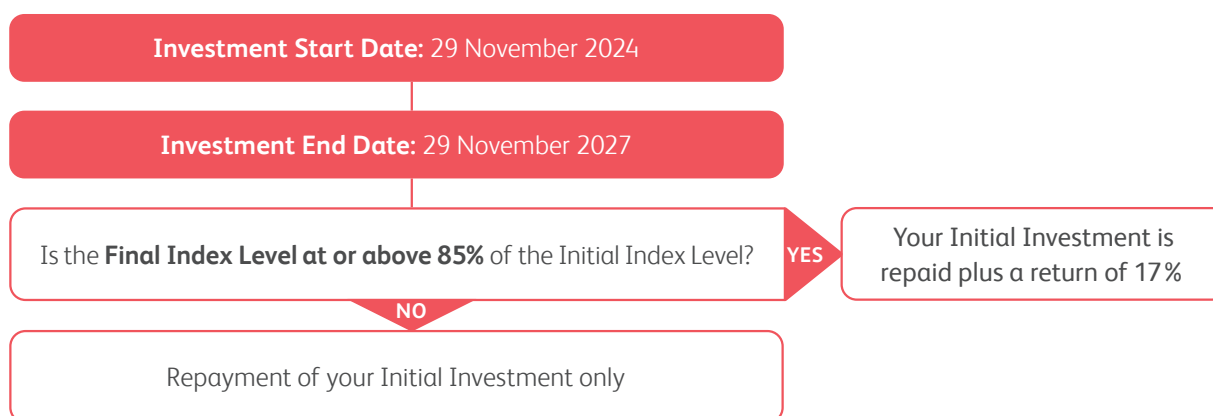 Investment Start Date: 29 November 2024
Investment End Date: 29 November 2027
Is the Final Index Level at or above 85% of the Initial Index Level?
YES
Your Initial Investment is
repaid plus a return of 17%
NO
Repayment of your Initial Investment only